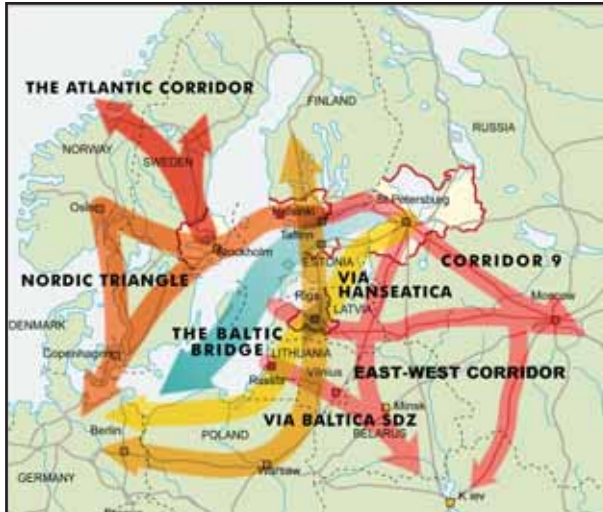 THE ATLANTIC CORRIDOR
FINLAND
RUSSIA
NORWAY
SWEDEN
Oslo
Helsinki
St Petersburg
Tallinn
Stockholm
ESTONIA
CORRIDOR 9
NORDIC TRIANGLE
VIA
HANSEATICA
Riga
LATVIA
Moscow
DENMARK
THE BALTIC
BRIDGE
Copenhagen
LITHUANIA
Russia
Vilnius
EAST-WEST CORRIDOR
Minsk
VIA BALTICA SDZ
BELARUS
Berlin
POLAND
Warsaw
GERMANY
Kiev